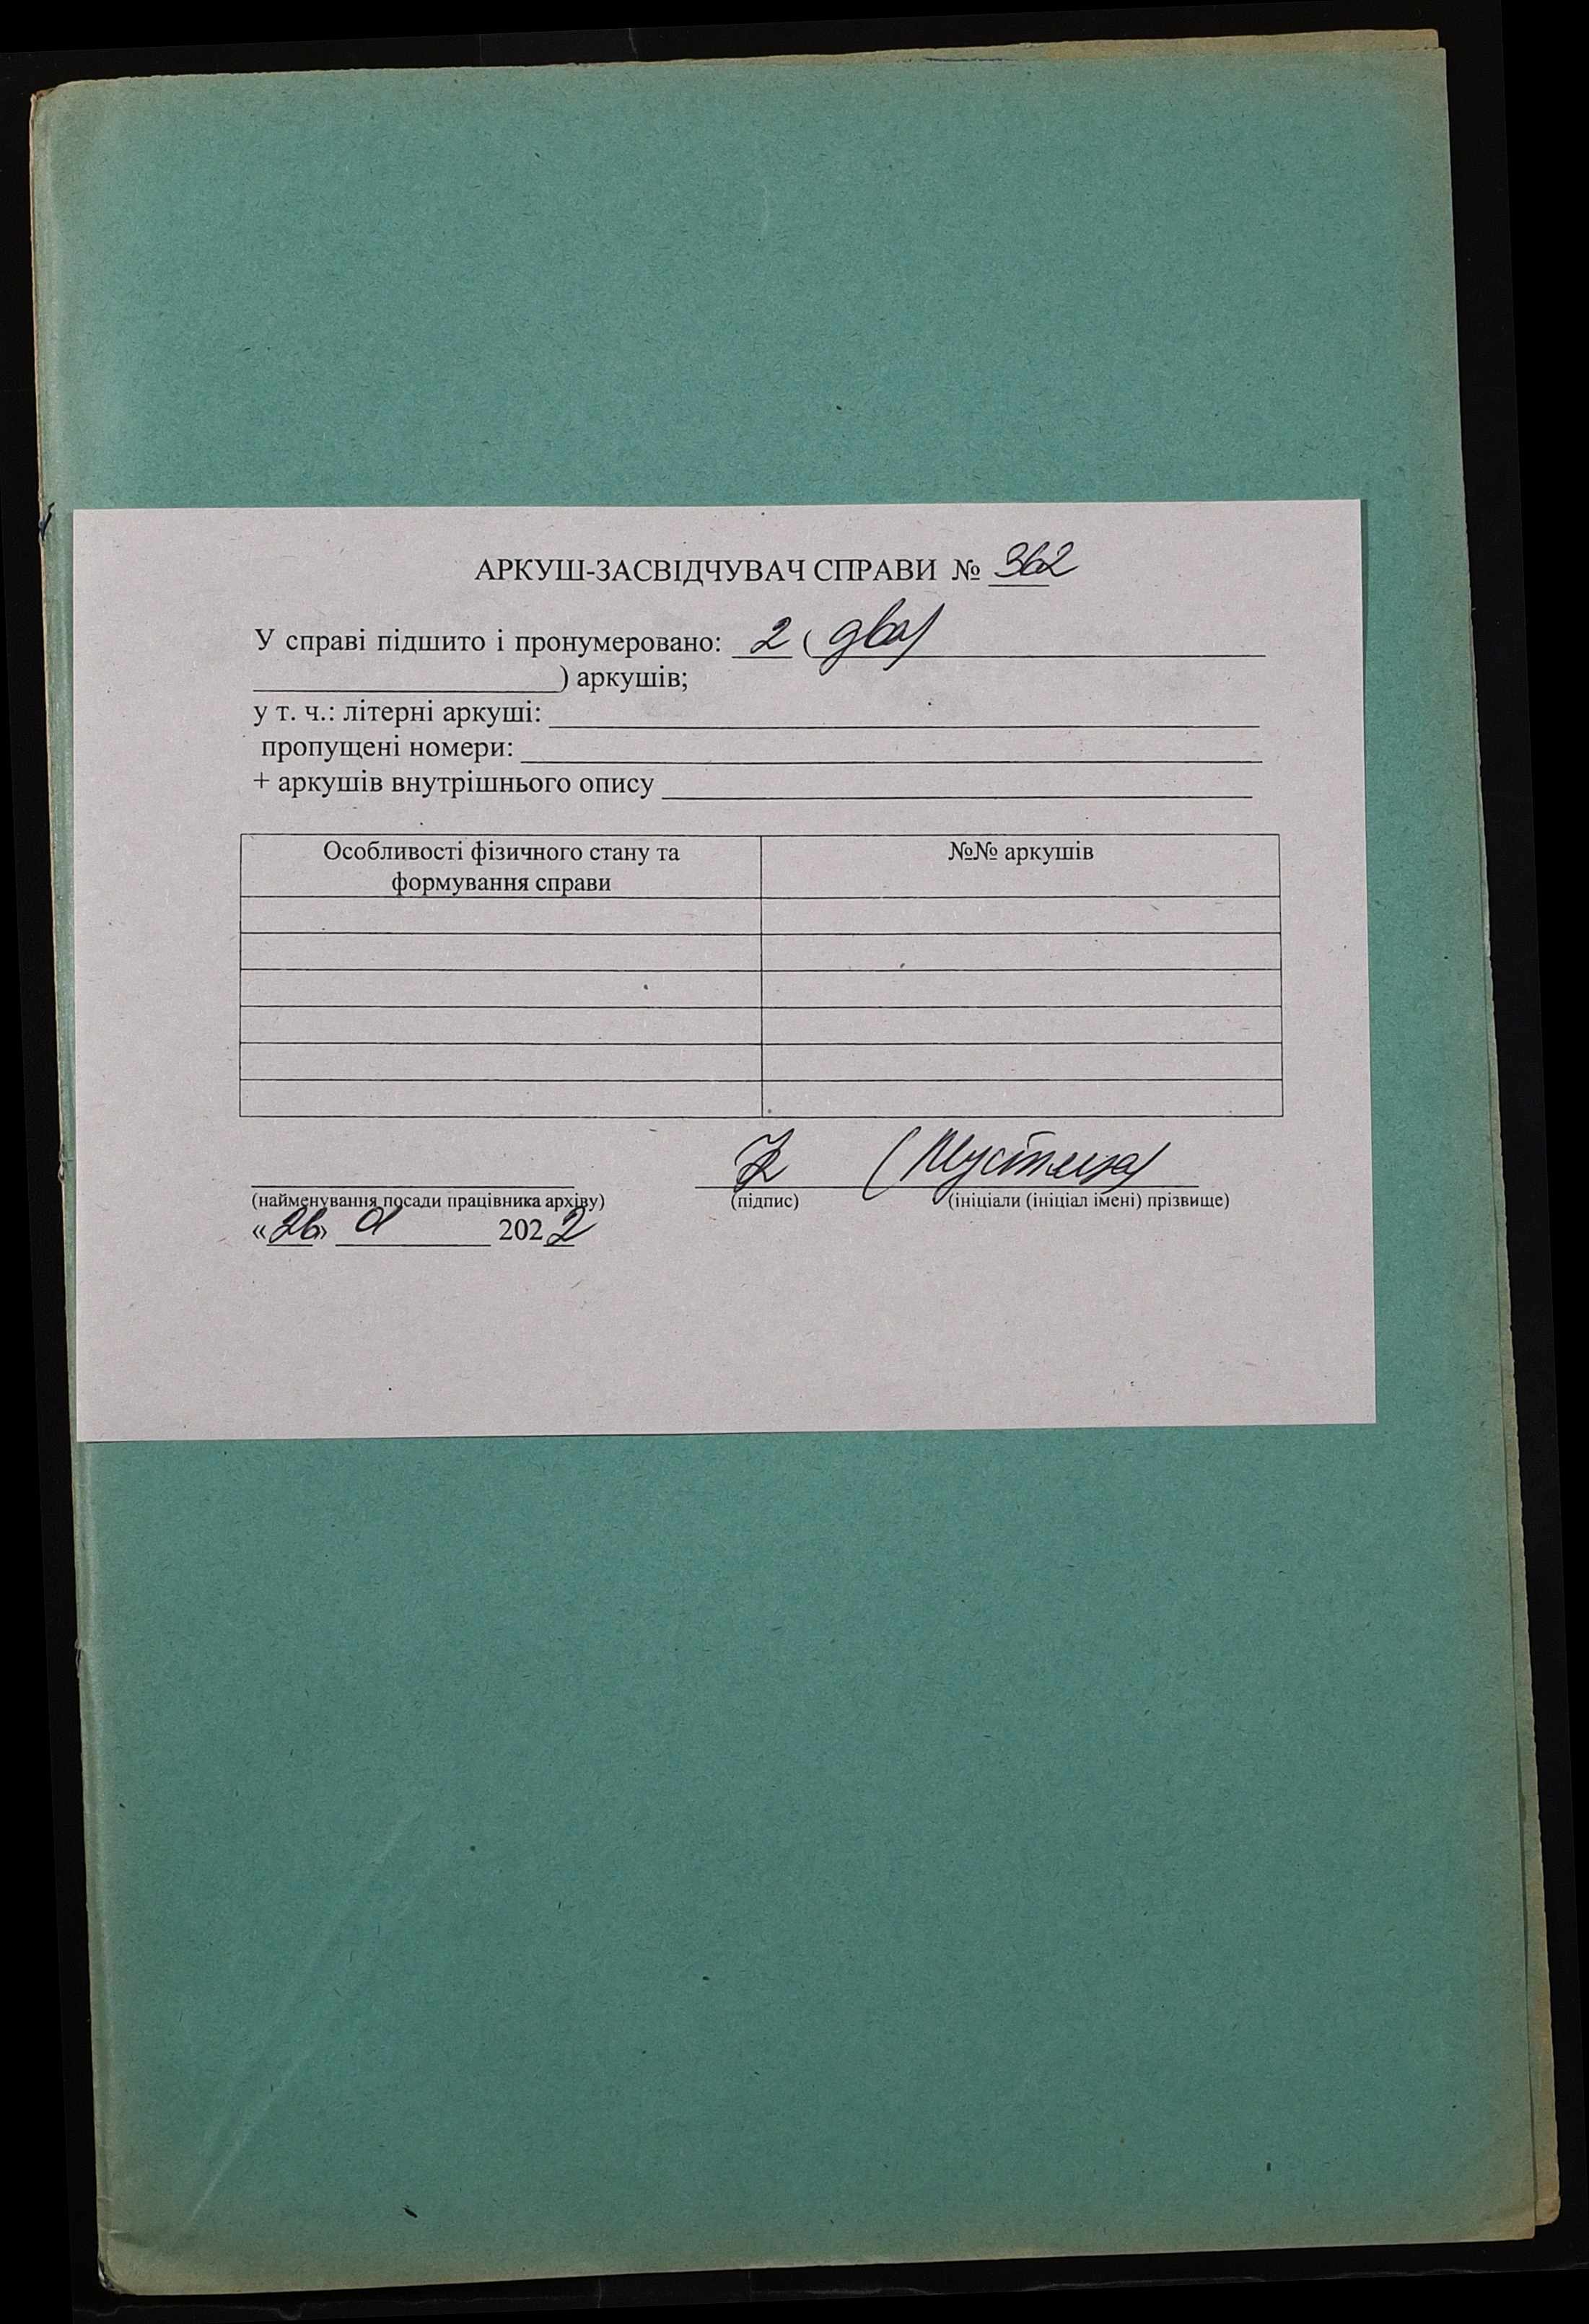 АРКУШ-ЗАСВІДЧУВАЧ СПРАВИ № 362
У справі підшито і пронумеровано: 2 (два)
) аркушів;
у т. ч.: літерні аркуші:
пропущені номери:
+ аркушів внутрішнього опису
Особливості фізичного стану та формування справи
№№ аркушів
(найменування посади працівника архіву)
(підпис)
(ініціали (ініціал імені) прізвище)
«26» 2022